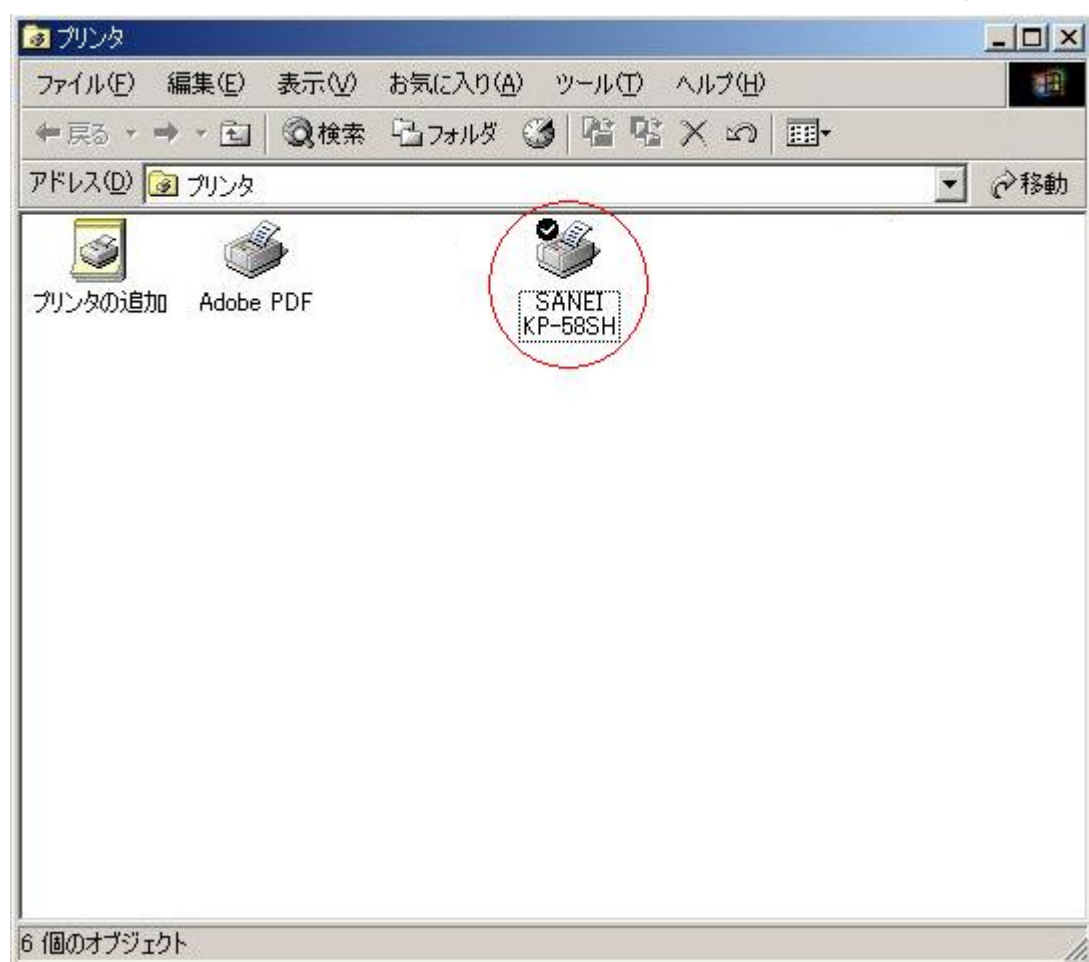 プリンタ
ファイル(F) 編集(E) 表示(V) お気に入り(A) ツール(T) ヘルプ(H)
戻る 検索 フォルダ
アドレス(D) プリンタ 移動
プリンタの追加 Adobe PDF SANEI
KP-58SH
6 個のオブジェクト